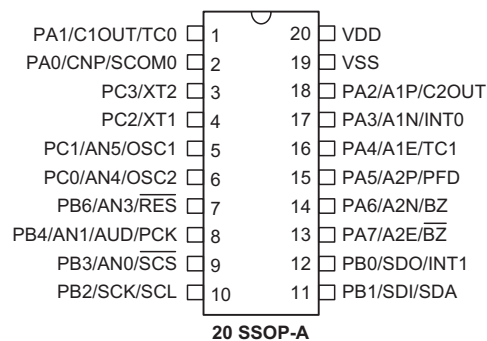 PA1/C1OUT/TC0 1 20 VDD
PA0/CNP/SCOM0 2 19 VSS
PC3/XT2 3 18 PA2/A1P/C2OUT
PC2/XT1 4 17 PA3/A1N/INT0
PC1/AN5/OSC1 5 16 PA4/A1E/TC1
PC0/AN4/OSC2 6 15 PA5/A2P/PFD
PB6/AN3/R̅E̅S̅ 7 14 PA6/A2N/BZ
PB4/AN1/AUD/PCK 8 13 PA7/A2E/B̅Z̅
PB3/AN0/S̅C̅S̅ 9 12 PB0/SDO/INT1
PB2/SCK/SCL 10 11 PB1/SDI/SDA
20 SSOP-A